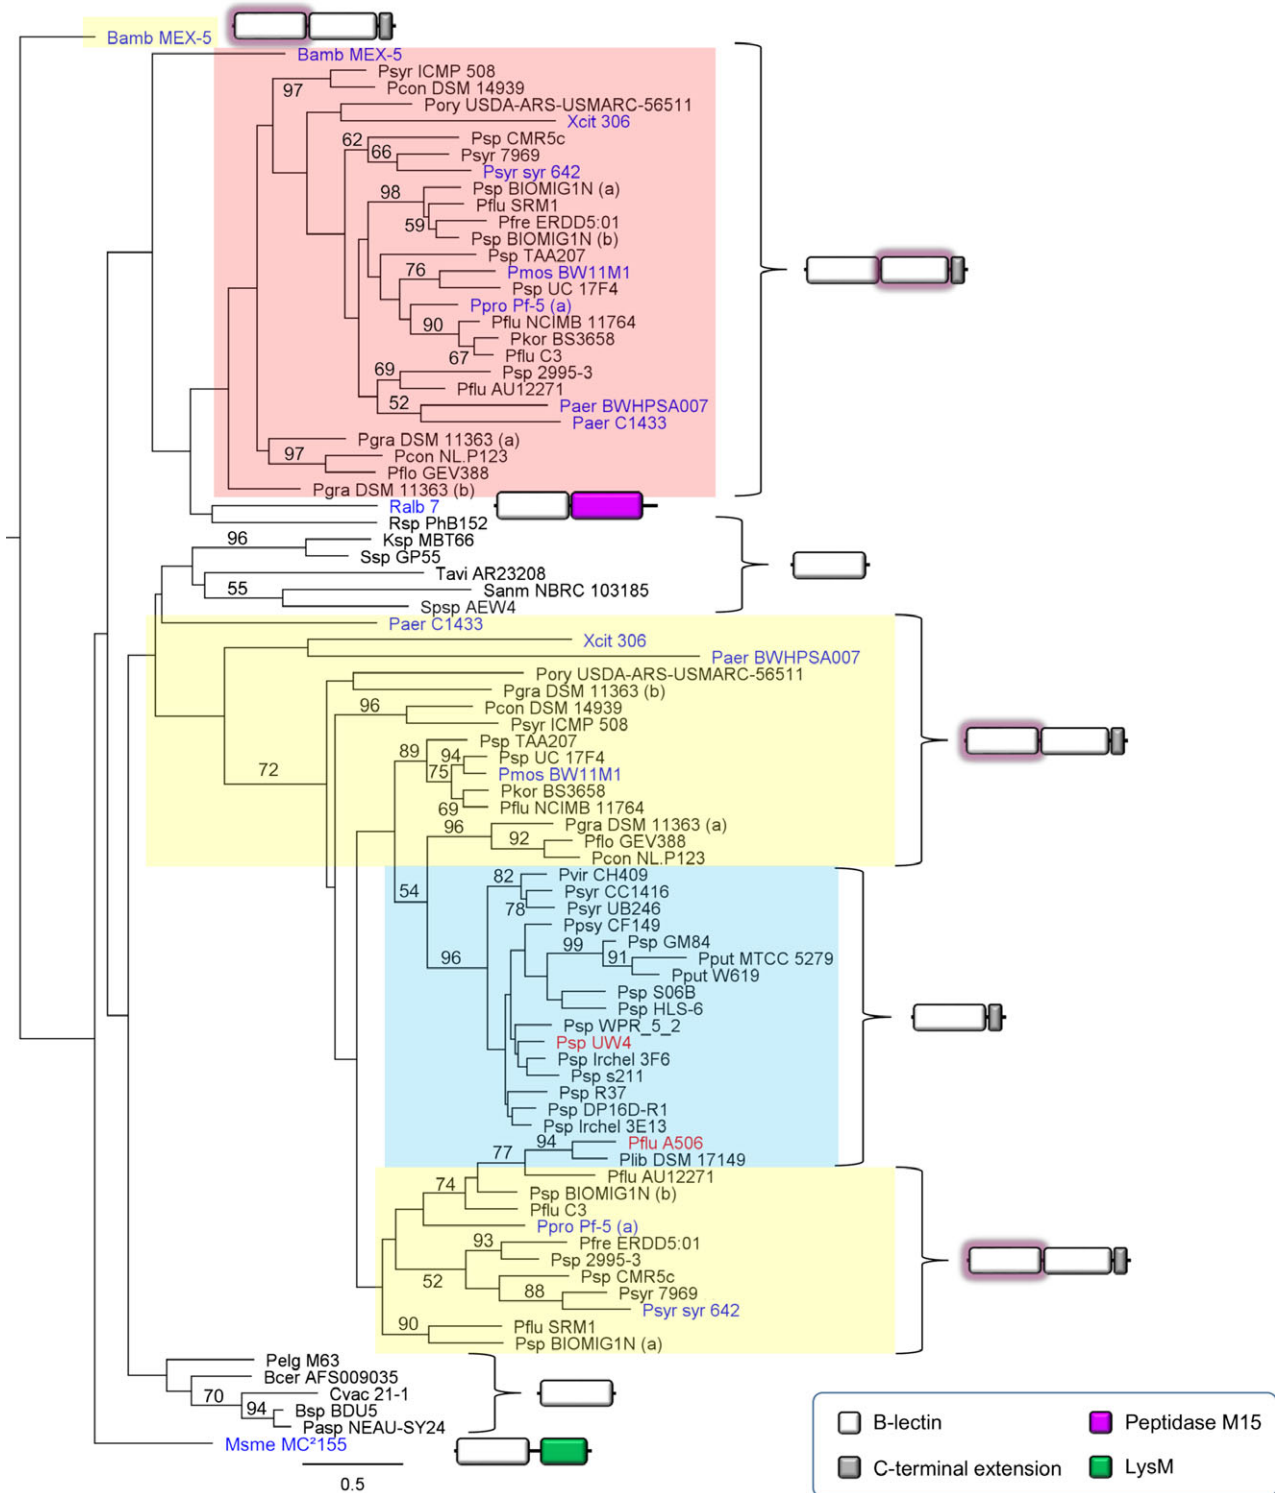 Bamb MEX-5
Bamb MEX-5
Psyr ICMP 508
97
Pcon DSM 14939
Pory USDA-ARS-USMARC-56511
Xcit 306
62
Psp CMR5c
66
Psyr 7969
Psyr syr 642
98
Psp BIOMIG1N (a)
Pflu SRM1
59
Pfre ERDD5:01
Psp BIOMIG1N (b)
Psp TAA207
76
Pmos BW11M1
Psp UC 17F4
Ppro Pf-5 (a)
90
Pflu NCIMB 11764
Pkor BS3658
67
Pflu C3
69
Psp 2995-3
Pflu AU12271
52
Paer BWHPSA007
Paer C1433
Pgra DSM 11363 (a)
97
Pcon NL.P123
Pflo GEV388
Pgra DSM 11363 (b)
Ralb 7
Rsp PhB152
96
Ksp MBT66
Ssp GP55
Tavi AR23208
55
Sanm NBRC 103185
Spsp AEW4
Paer C1433
Xcit 306
Paer BWHPSA007
Pory USDA-ARS-USMARC-56511
Pgra DSM 11363 (b)
96
Pcon DSM 14939
Psyr ICMP 508
Psp TAA207
89
94
Psp UC 17F4
72
75
Pmos BW11M1
Pkor BS3658
69
Pflu NCIMB 11764
96
Pgra DSM 11363 (a)
92
Pflo GEV388
Pcon NL.P123
82
Pvir CH409
54
Psyr CC1416
78
Psyr UB246
Ppsy CF149
99
Psp GM84
96
91
Pput MTCC 5279
Pput W619
Psp S06B
Psp HLS-6
Psp WPR_5_2
Psp UW4
Psp Irchel 3F6
Psp s211
Psp R37
Psp DP16D-R1
Psp Irchel 3E13
94
Pflu A506
77
Plib DSM 17149
Pflu AU12271
74
Psp BIOMIG1N (b)
Pflu C3
Ppro Pf-5 (a)
93
Pfre ERDD5:01
Psp 2995-3
52
Psp CMR5c
88
Psyr 7969
Psyr syr 642
90
Pflu SRM1
Psp BIOMIG1N (a)
Pelg M63
Bcer AFS009035
70
Cvac 21-1
94
Bsp BDU5
Pasp NEAU-SY24
Msme MC²155
0.5
B-lectin
Peptidase M15
C-terminal extension
LysM